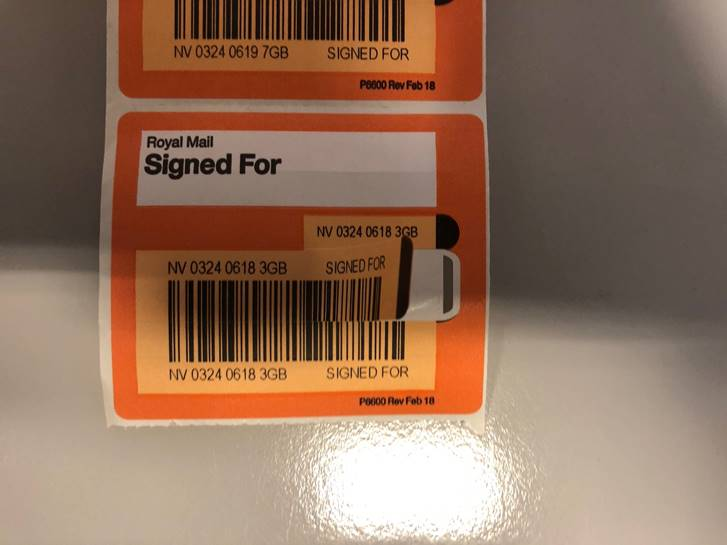 NV 0324 0619 7GB SIGNED FOR
P6600 Rev Feb 18
Royal Mail
Signed For
NV 0324 0618 3GB
NV 0324 0618 3GB SIGNED FOR
NV 0324 0618 3GB SIGNED FOR
P6600 Rev Feb 18